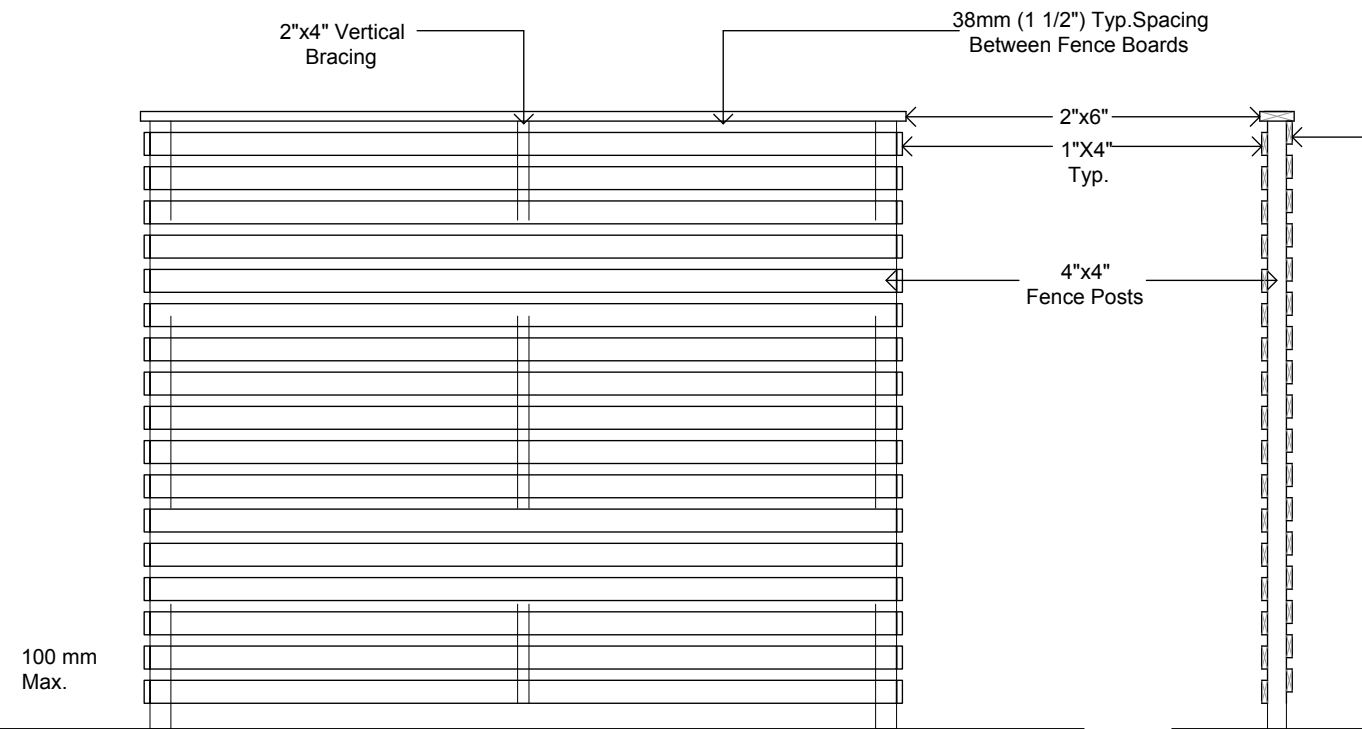 2"x4" Vertical
Bracing
38mm (1 1/2") Typ.Spacing
Between Fence Boards
2"x6"
1"X4"
Typ.
4"x4"
Fence Posts
100 mm
Max.